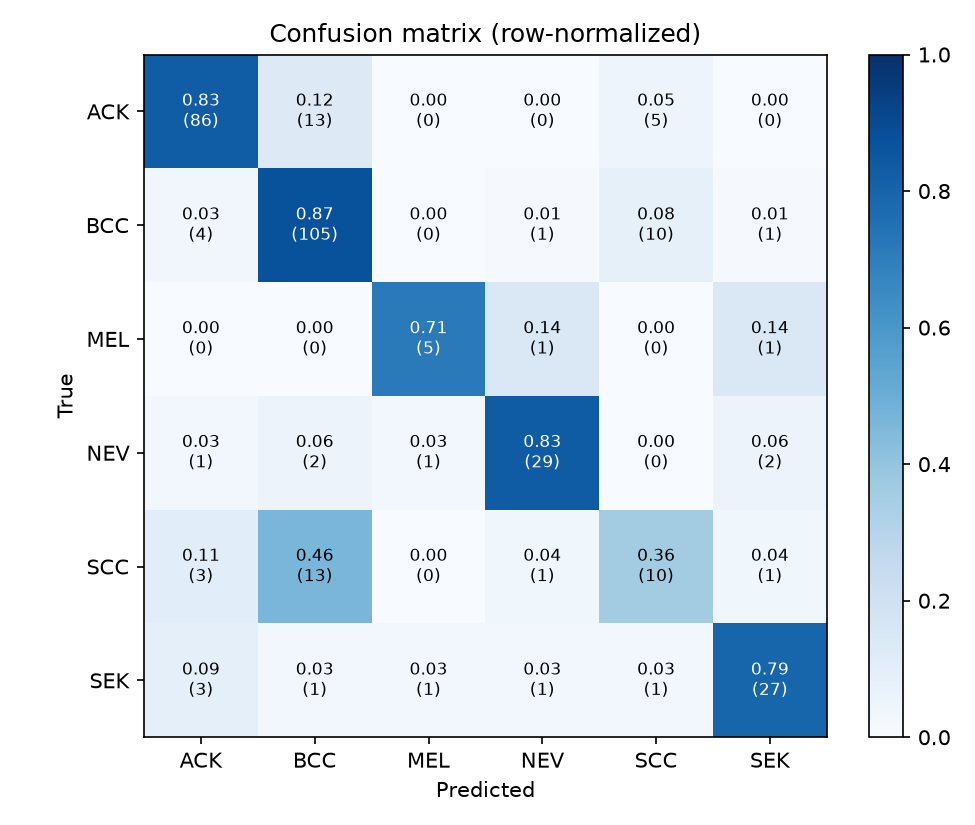 Confusion matrix (row-normalized)
1.0
ACK 0.83 0.12 0.00 0.00 0.05 0.00
(86) (13) (0) (0) (5) (0)
0.8
BCC 0.03 0.87 0.00 0.01 0.08 0.01
(4) (105) (0) (1) (10) (1)
MEL 0.00 0.00 0.71 0.14 0.00 0.14
(0) (0) (5) (1) (0) (1)
0.6
True
NEV 0.03 0.06 0.03 0.83 0.00 0.06
(1) (2) (1) (29) (0) (2)
0.4
SCC 0.11 0.46 0.00 0.04 0.36 0.04
(3) (13) (0) (1) (10) (1)
0.2
SEK 0.09 0.03 0.03 0.03 0.03 0.79
(3) (1) (1) (1) (1) (27)
0.0
ACK BCC MEL NEV SCC SEK
Predicted